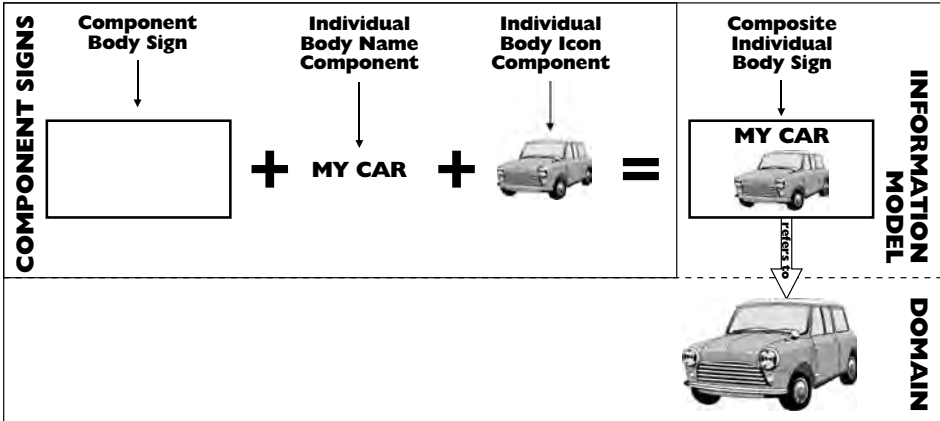 COMPONENT SIGNS
Component
Body Sign
Individual
Body Name
Component
Individual
Body Icon
Component
Composite
Individual
Body Sign
+
MY CAR
+
=
MY CAR
refers to
INFORMATION
MODEL
DOMAIN